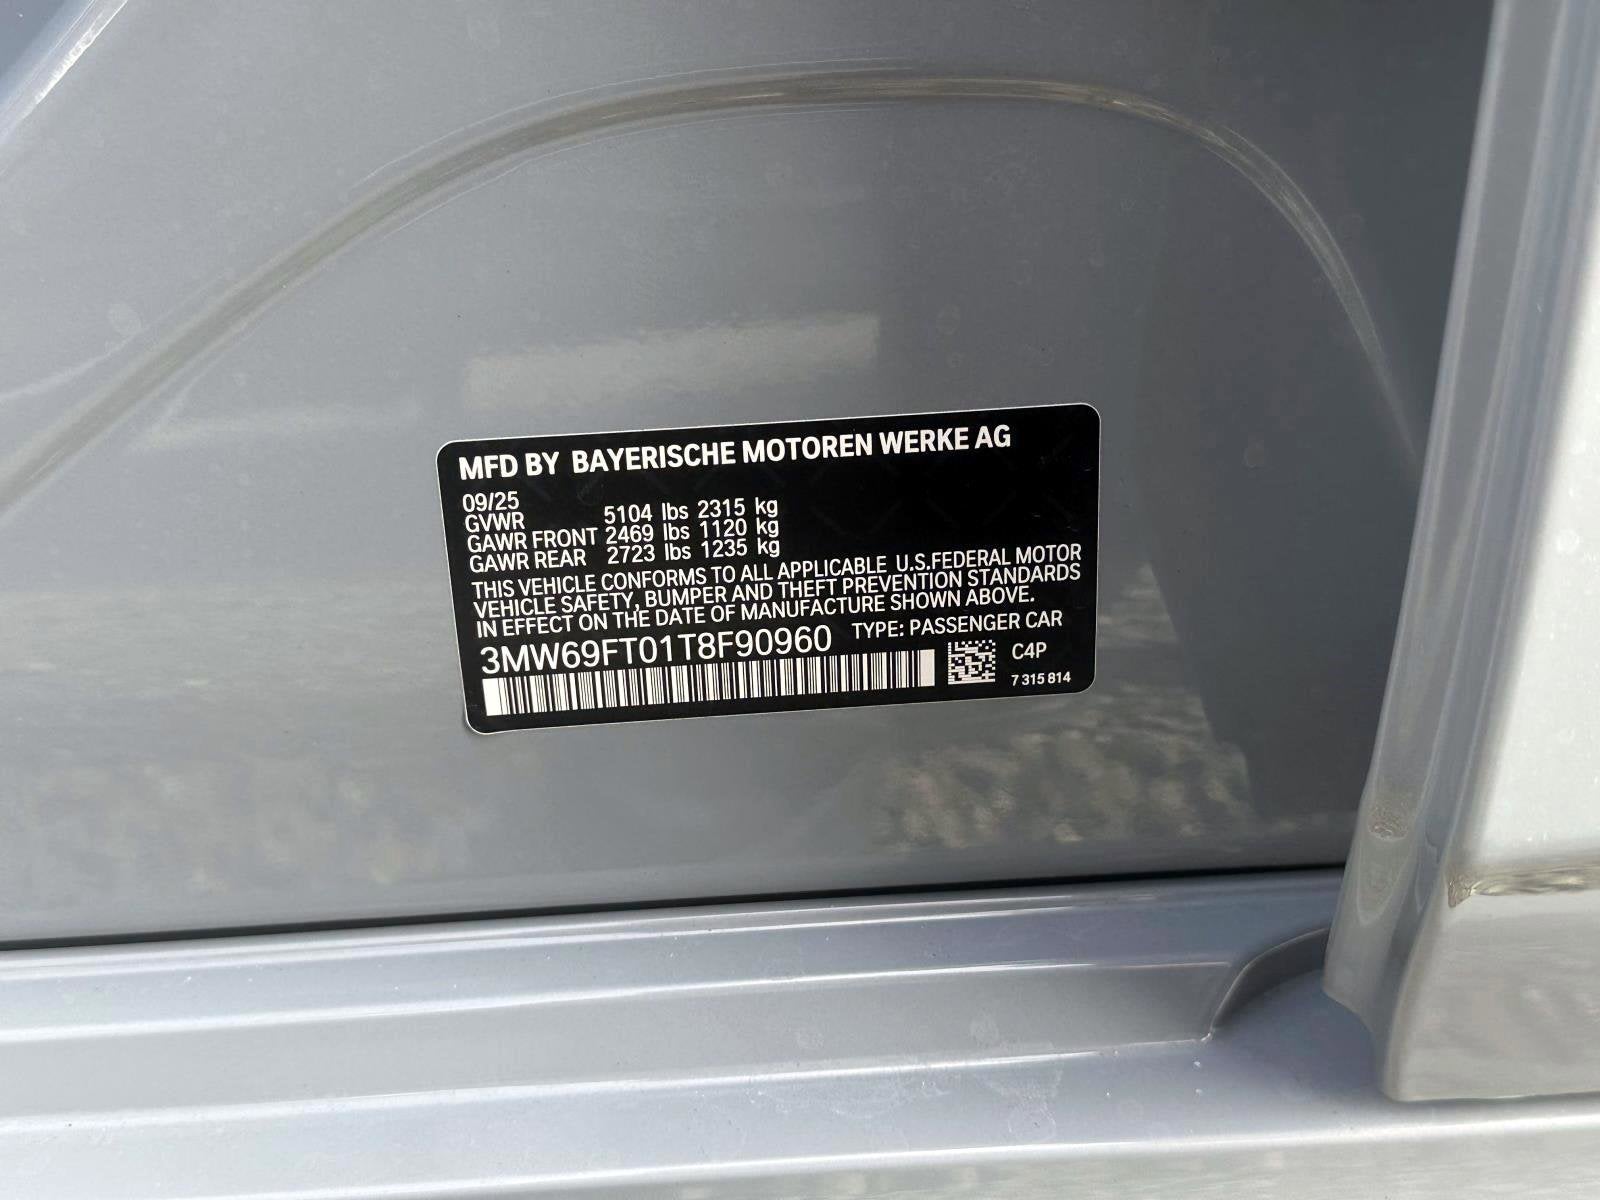 MFD BY BAYERISCHE MOTOREN WERKE AG
09/25
GVWR 5104 lbs 2315 kg
GAWR FRONT 2469 lbs 1120 kg
GAWR REAR 2723 lbs 1235 kg
THIS VEHICLE CONFORMS TO ALL APPLICABLE U.S.FEDERAL MOTOR
VEHICLE SAFETY, BUMPER AND THEFT PREVENTION STANDARDS
IN EFFECT ON THE DATE OF MANUFACTURE SHOWN ABOVE.
3MW69FT01T8F90960 TYPE: PASSENGER CAR
C4P
7 315 814